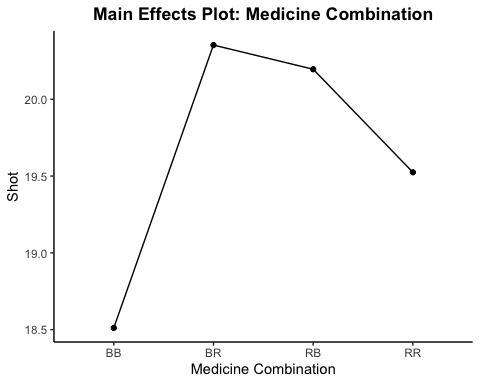 Main Effects Plot: Medicine Combination
Shot
20.0
19.5
19.0
18.5
BB BR RB RR
Medicine Combination